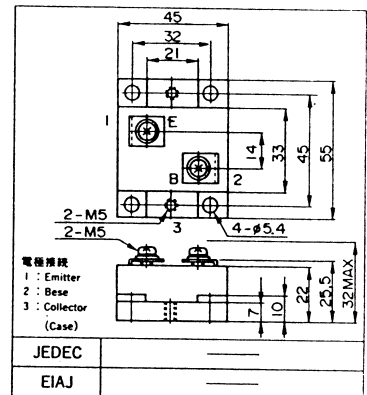 45
32
21
1
E
14
33
45
55
B
2
2-M5
3
4-φ5.4
2-M5
電極接続
1 : Emitter
2 : Bese
3 : Collector
(Case)
7
10
22
25.5
32MAX
JEDEC ——
EIAJ ——